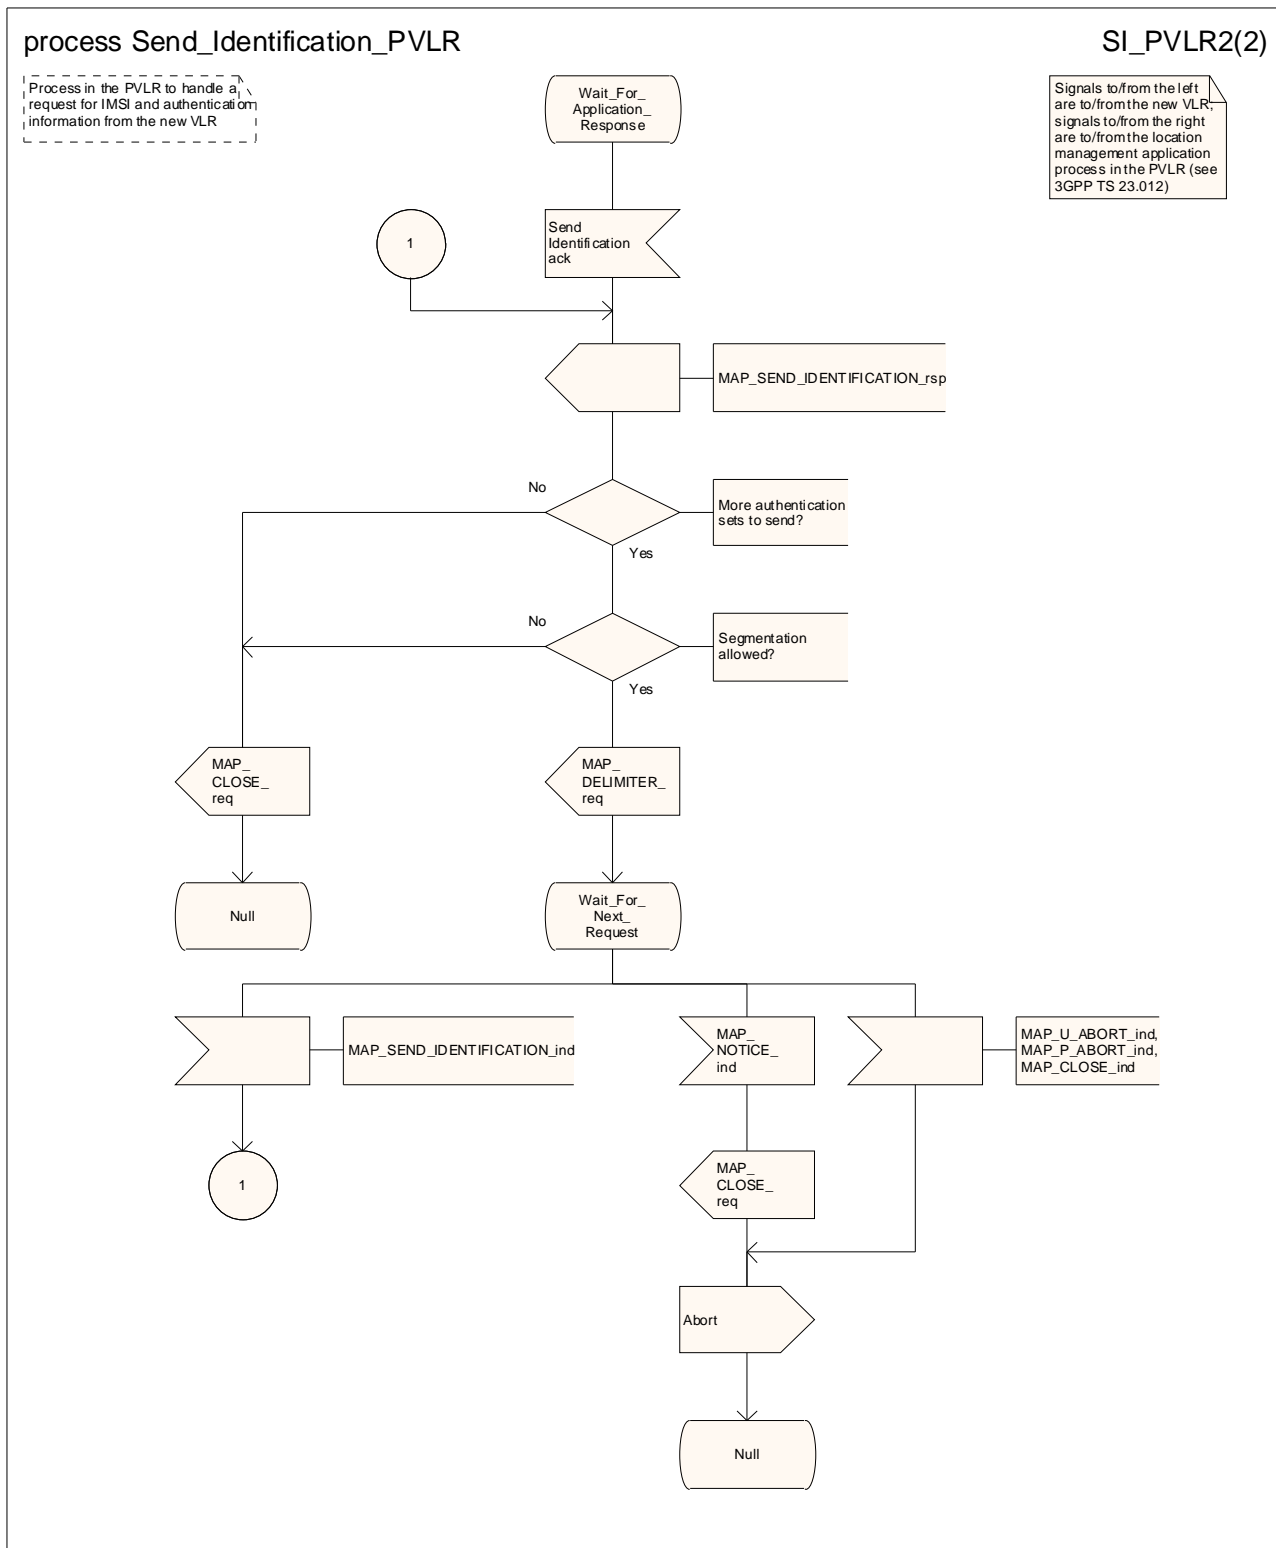 process Send_Identification_PVLR
SI_PVLR2(2)
Process in the PVLR to handle a
request for IMSI and authentication
information from the new VLR
Wait_For_
Application_
Response
Signals to/from the left
are to/from the new VLR;
signals to/from the right
are to/from the location
management application
process in the PVLR (see
3GPP TS 23.012)
1
Send
Identification
ack
MAP_SEND_IDENTIFICATION_rsp
No
More authentication
sets to send?
Yes
No
Segmentation
allowed?
Yes
MAP_
CLOSE_
req
MAP_
DELIMITER_
req
Null
Wait_For_
Next_
Request
MAP_SEND_IDENTIFICATION_ind
MAP_
NOTICE_
ind
MAP_U_ABORT_ind,
MAP_P_ABORT_ind,
MAP_CLOSE_ind
1
MAP_
CLOSE_
req
Abort
Null